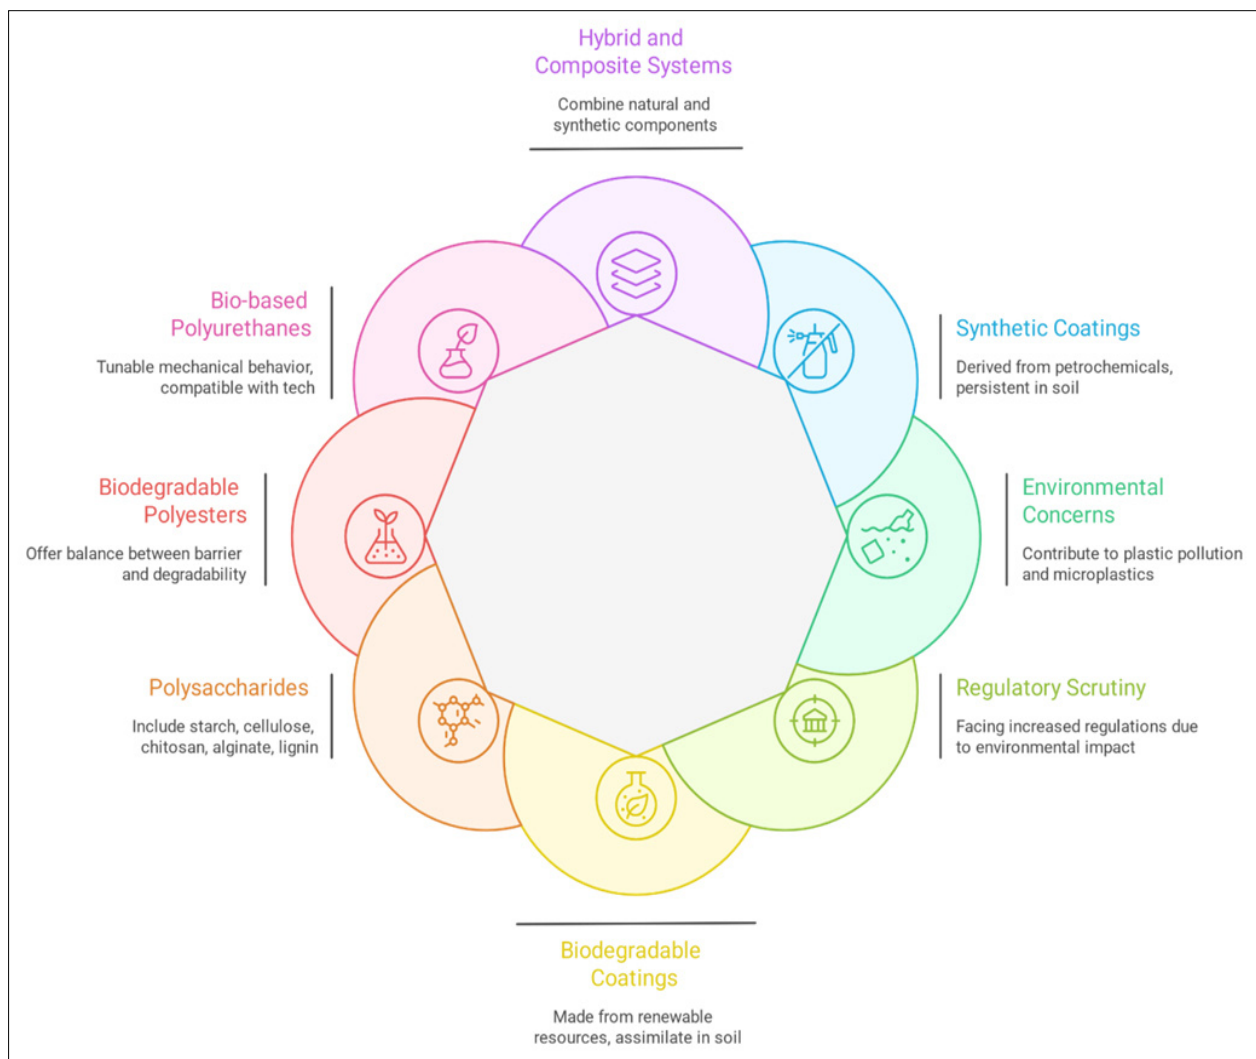 Hybrid and
Composite Systems
Combine natural and
synthetic components
Synthetic Coatings
Derived from petrochemicals,
persistent in soil
Environmental
Concerns
Contribute to plastic pollution
and microplastics
Regulatory Scrutiny
Facing increased regulations due
to environmental impact
Biodegradable
Coatings
Made from renewable
resources, assimilate in soil
Polysaccharides
Include starch, cellulose,
chitosan, alginate, lignin
Biodegradable
Polyesters
Offer balance between barrier
and degradability
Bio-based
Polyurethanes
Tunable mechanical behavior,
compatible with tech